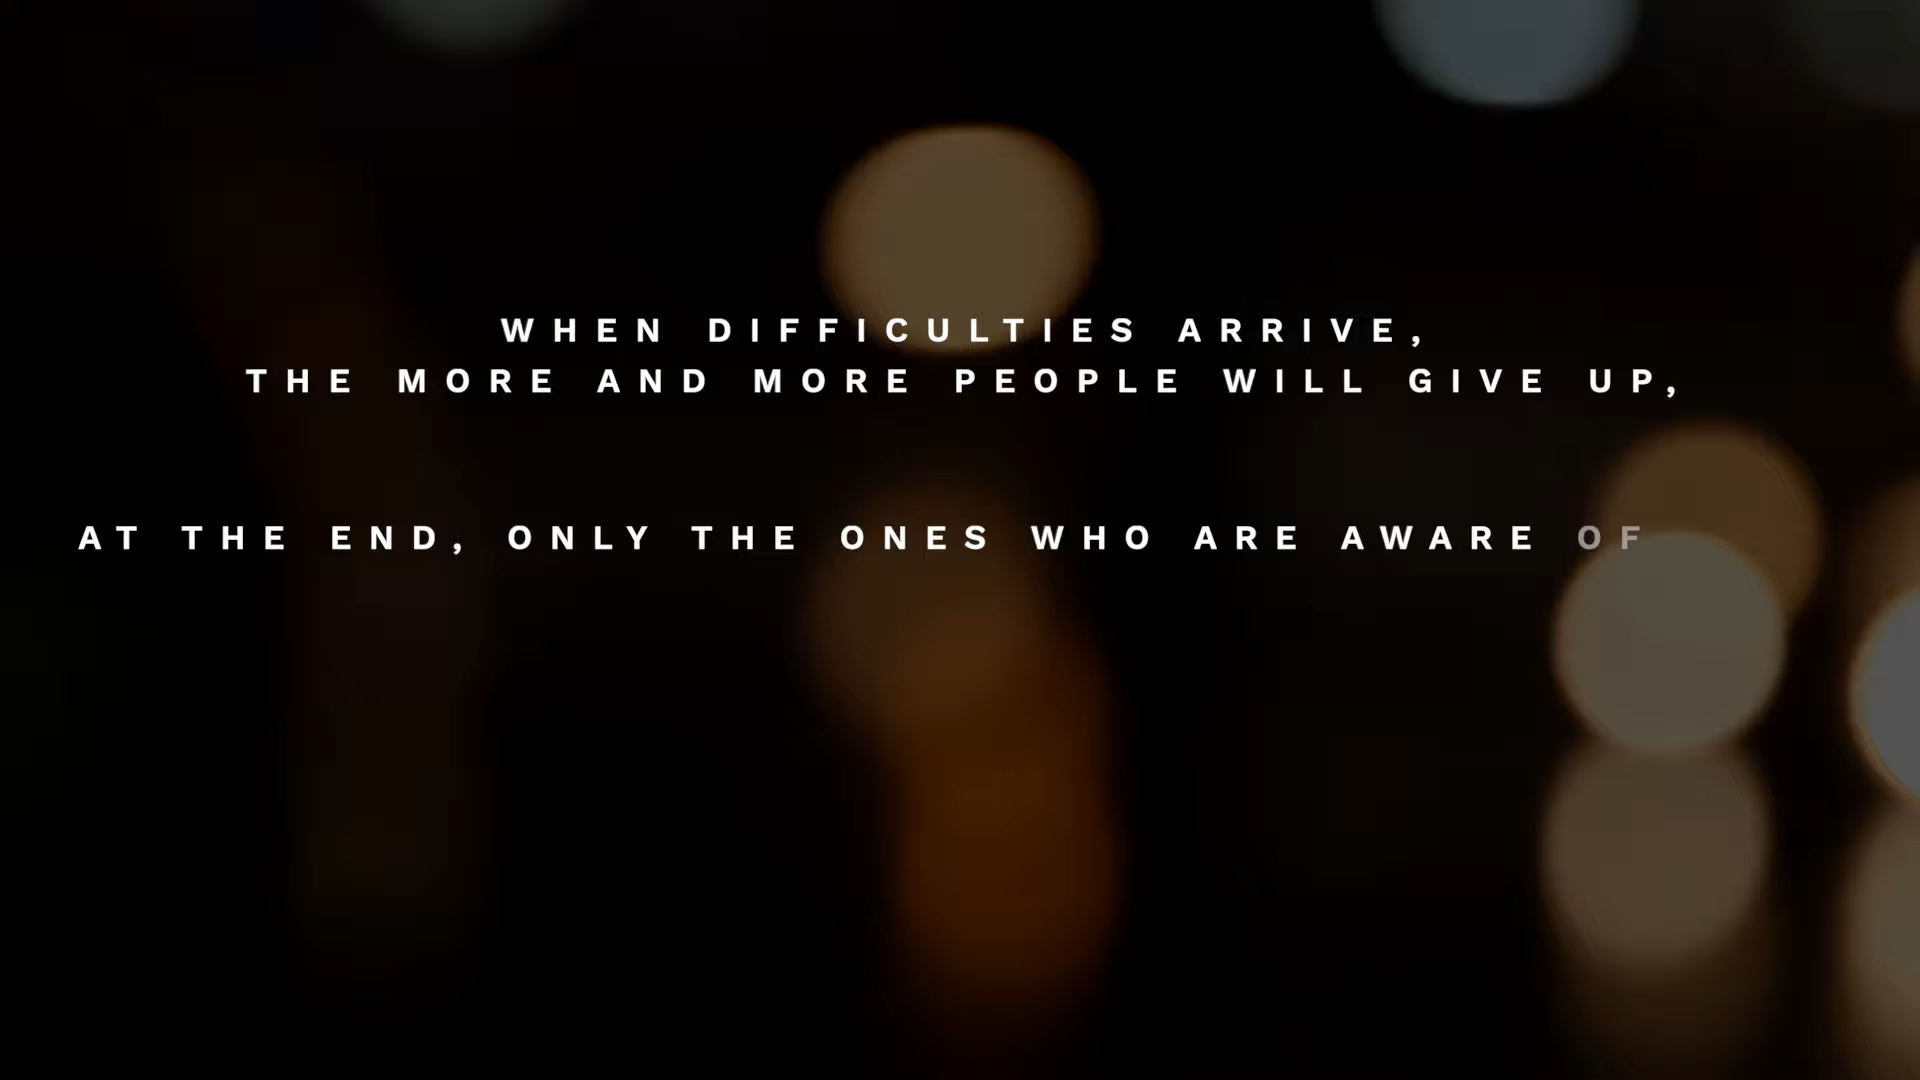 WHEN DIFFICULTIES ARRIVE,
THE MORE AND MORE PEOPLE WILL GIVE UP,
AT THE END, ONLY THE ONES WHO ARE AWARE OF